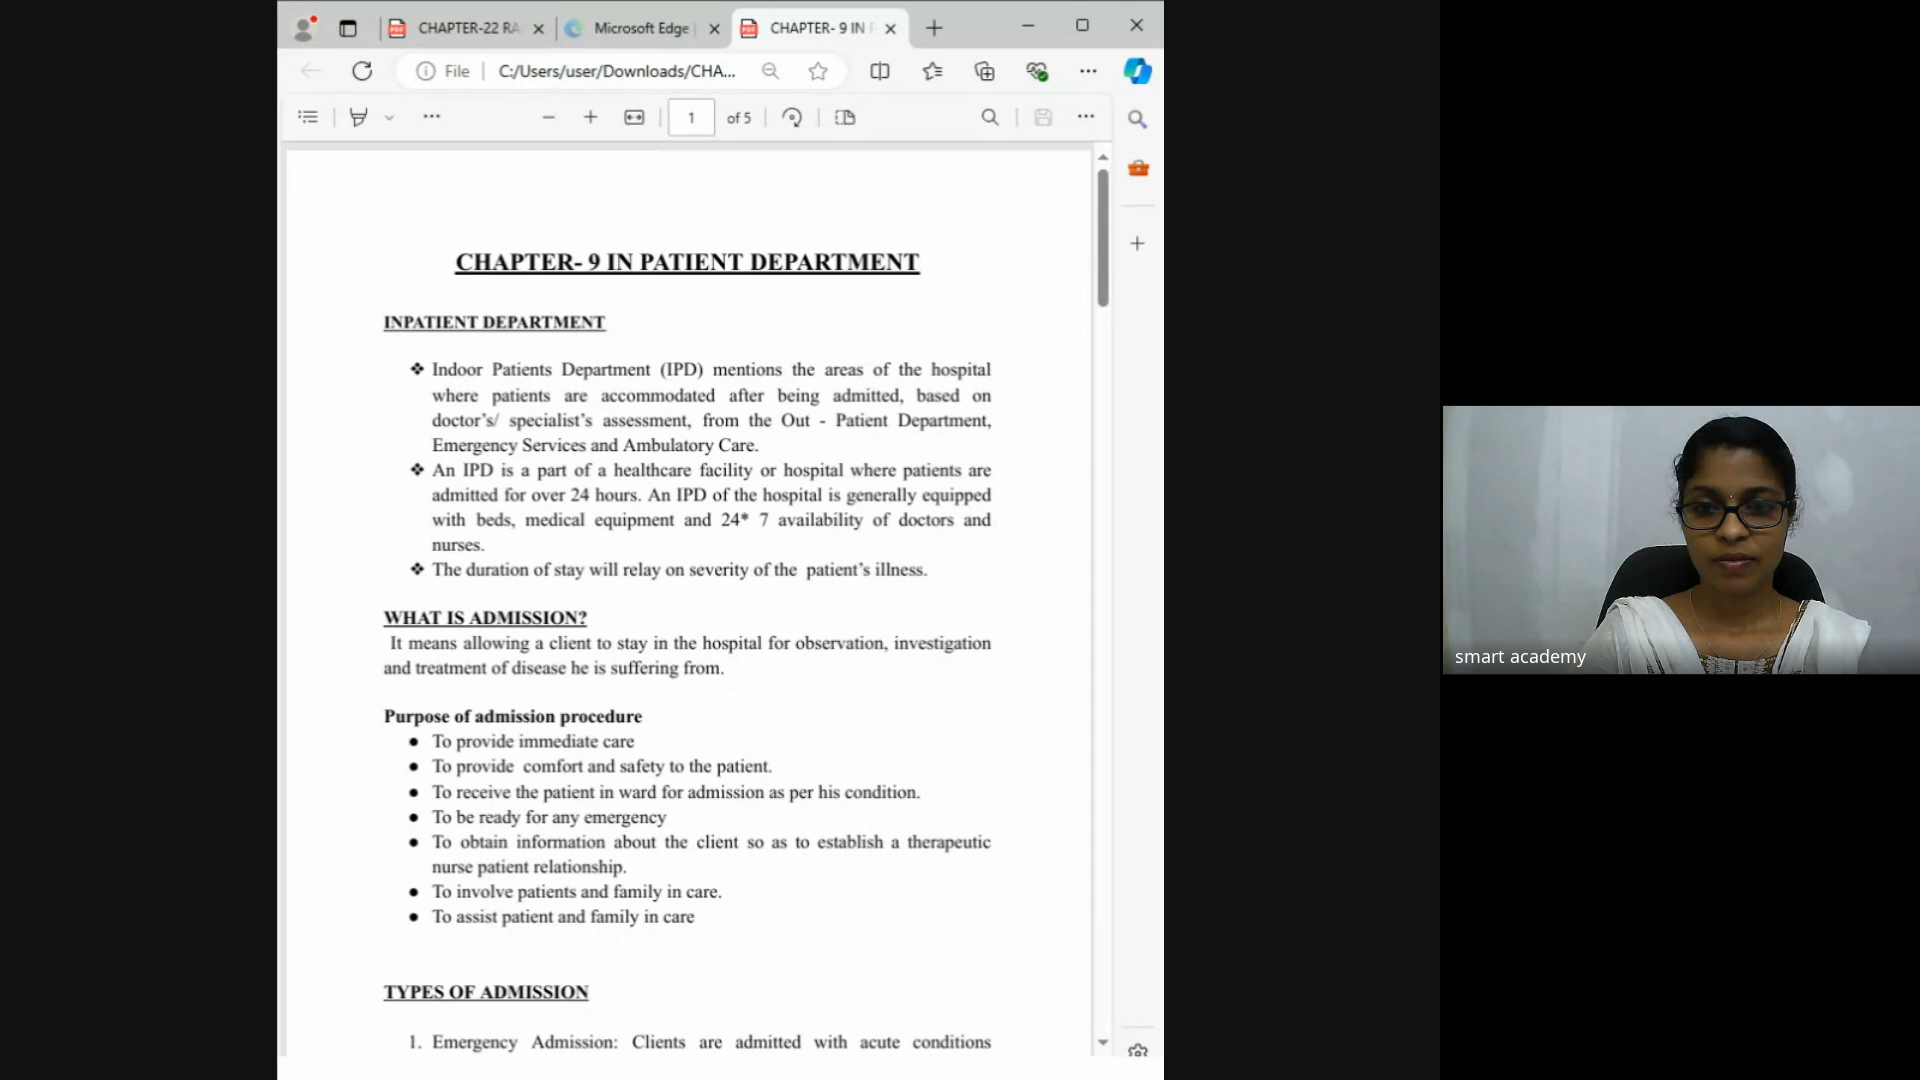 CHAPTER-22 RA
Microsoft Edge
CHAPTER- 9 IN
File
C:/Users/user/Downloads/CHA...
1 of 5
CHAPTER- 9 IN PATIENT DEPARTMENT
INPATIENT DEPARTMENT
❖ Indoor Patients Department (IPD) mentions the areas of the hospital
where patients are accommodated after being admitted, based on
doctor's/ specialist's assessment, from the Out - Patient Department,
Emergency Services and Ambulatory Care.
❖ An IPD is a part of a healthcare facility or hospital where patients are
admitted for over 24 hours. An IPD of the hospital is generally equipped
with beds, medical equipment and 24* 7 availability of doctors and
nurses.
❖ The duration of stay will relay on severity of the patient's illness.
WHAT IS ADMISSION?
It means allowing a client to stay in the hospital for observation, investigation
and treatment of disease he is suffering from.
Purpose of admission procedure
● To provide immediate care
● To provide comfort and safety to the patient.
● To receive the patient in ward for admission as per his condition.
● To be ready for any emergency
● To obtain information about the client so as to establish a therapeutic
nurse patient relationship.
● To involve patients and family in care.
● To assist patient and family in care
TYPES OF ADMISSION
1. Emergency Admission: Clients are admitted with acute conditions
smart academy